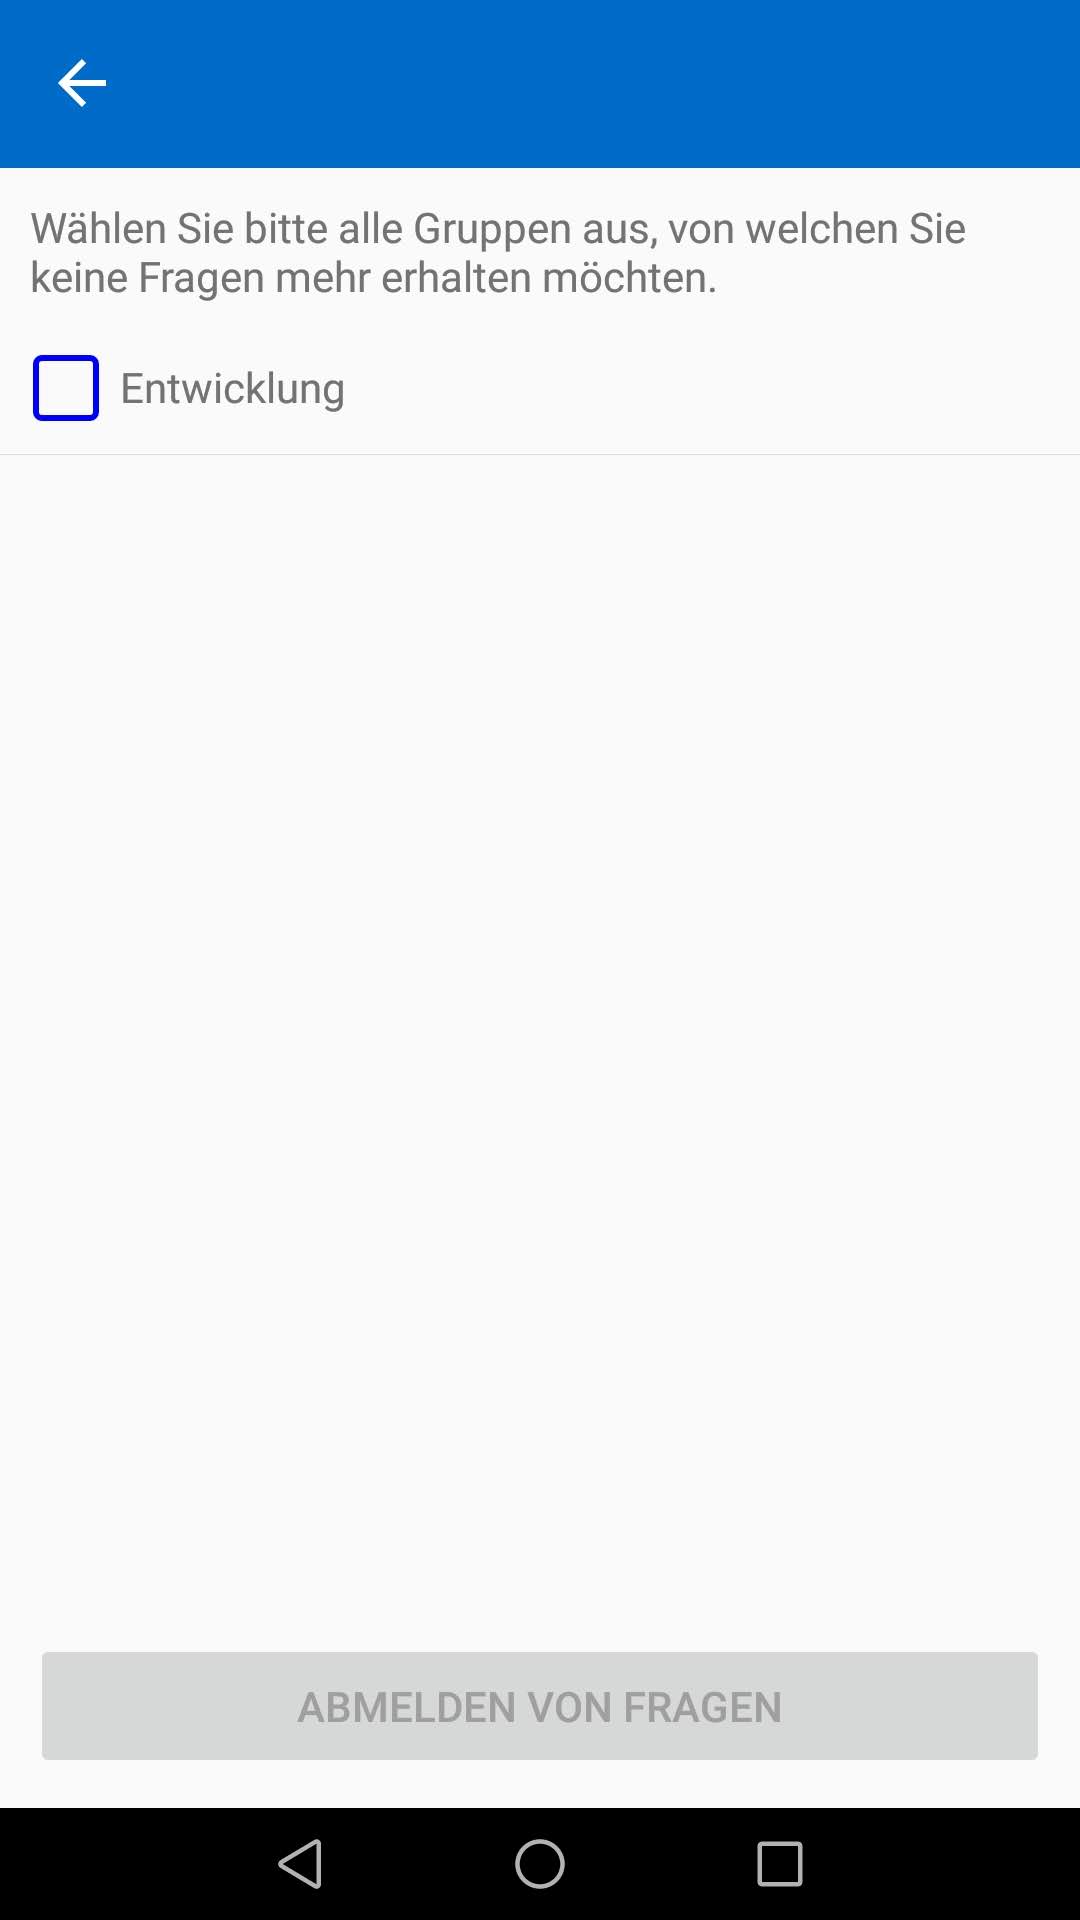 Wählen Sie bitte alle Gruppen aus, von welchen Sie
keine Fragen mehr erhalten möchten.
Entwicklung
ABMELDEN VON FRAGEN